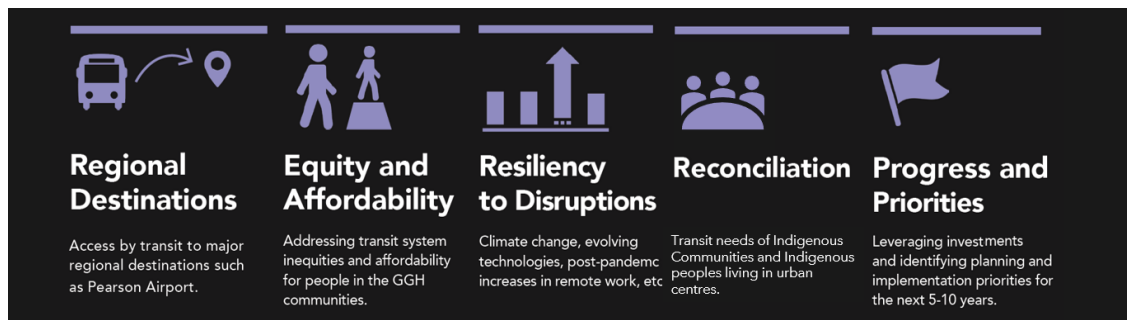 Regional
Destinations
Access by transit to major
regional destinations such
as Pearson Airport.
Equity and
Affordability
Addressing transit system
inequities and affordability
for people in the GGH
communities.
Resiliency
to Disruptions
Climate change, evolving
technologies, post-pandemc
increases in remote work, etc
Reconciliation
Transit needs of Indigenous
Communities and Indigenous
peoples living in urban
centres.
Progress and
Priorities
Leveraging investments
and identifying planning and
implementation priorities for
the next 5-10 years.